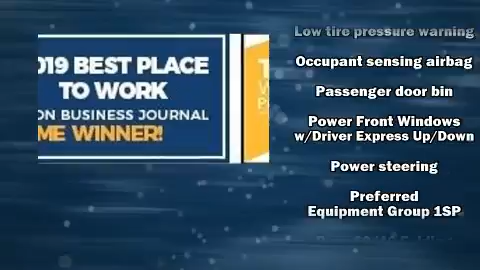 019 BEST PLACE
TO WORK
ON BUSINESS JOURNAL
ME WINNER!
Low tire pressure warning
Occupant sensing airbag
Passenger door bin
Power Front Windows
w/Driver Express Up/Down
Power steering
Preferred
Equipment Group 1SP